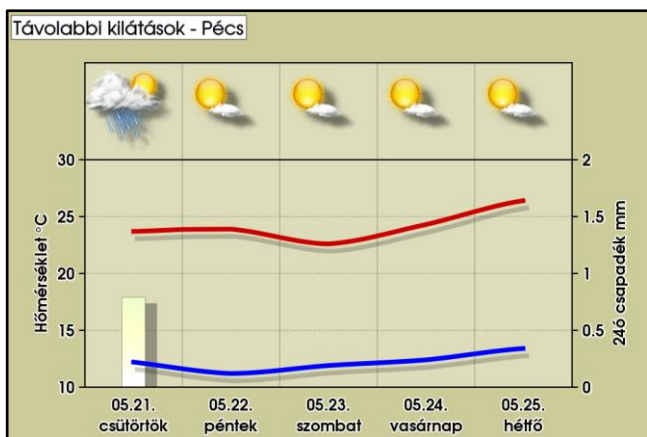 Távolabbi kilátások - Pécs
30
25
20
15
10
Hőmérséklet °C
2
1.5
1
0.5
0
24ó csapadék mm
05.21. 05.22. 05.23. 05.24. 05.25.
csütörtök péntek szombat vasárnap hétfő